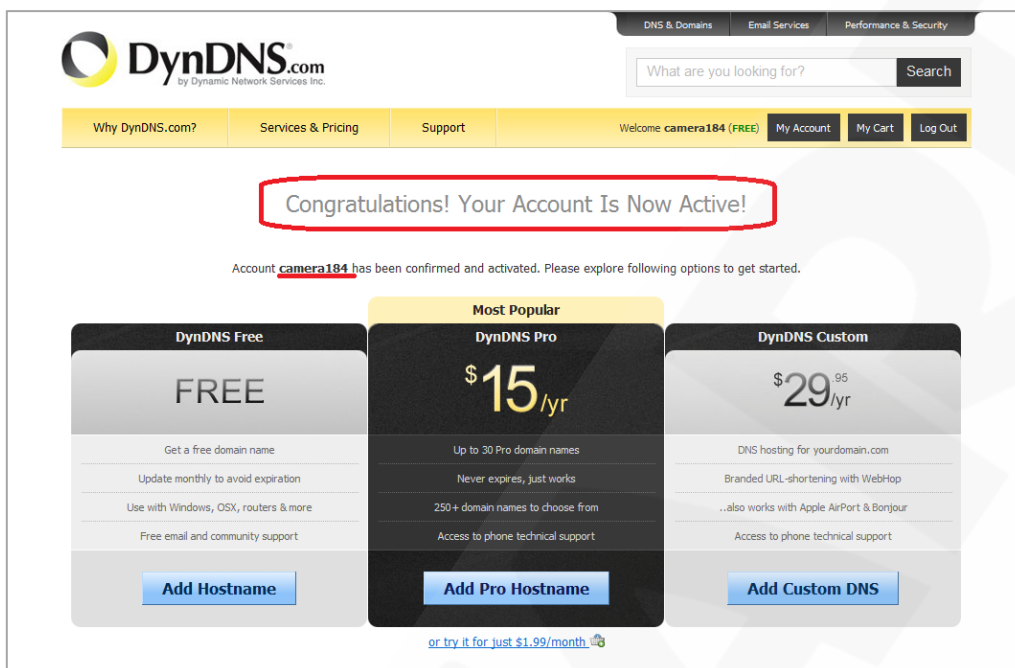 DNS & Domains Email Services Performance & Security
DynDNS.com
by Dynamic Network Services Inc.
What are you looking for? Search
Why DynDNS.com? Services & Pricing Support Welcome camera184 (FREE) My Account My Cart Log Out
Congratulations! Your Account Is Now Active!
Account camera184 has been confirmed and activated. Please explore following options to get started.
Most Popular
DynDNS Free
FREE
Get a free domain name
Update monthly to avoid expiration
Use with Windows, OSX, routers & more
Free email and community support
Add Hostname
DynDNS Pro
$15/yr
Up to 30 Pro domain names
Never expires, just works
250+ domain names to choose from
Access to phone technical support
Add Pro Hostname
or try it for just $1.99/month
DynDNS Custom
$29.95/yr
DNS hosting for yourdomain.com
Branded URL-shortening with WebHop
..also works with Apple AirPort & Bonjour
Access to phone technical support
Add Custom DNS